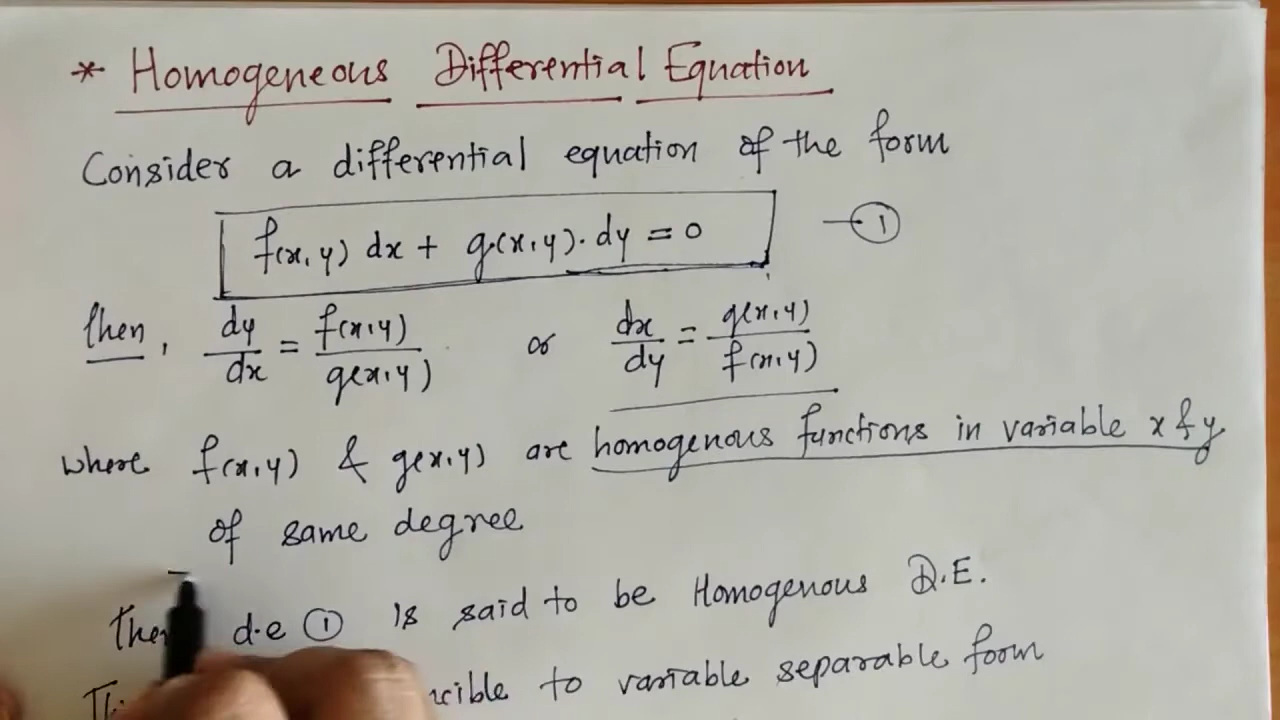 * Homogeneous Differential Equation
Consider a differential equation of the form
f(x,y) dx + g(x,y). dy = 0 — ①
then, dy/dx = f(x,y)/g(x,y) or dx/dy = g(x,y)/f(x,y)
where f(x,y) & g(x,y) are homogenous functions in variable x & y
of same degree
d.e ① is said to be Homogenous D.E.
to variable separable form